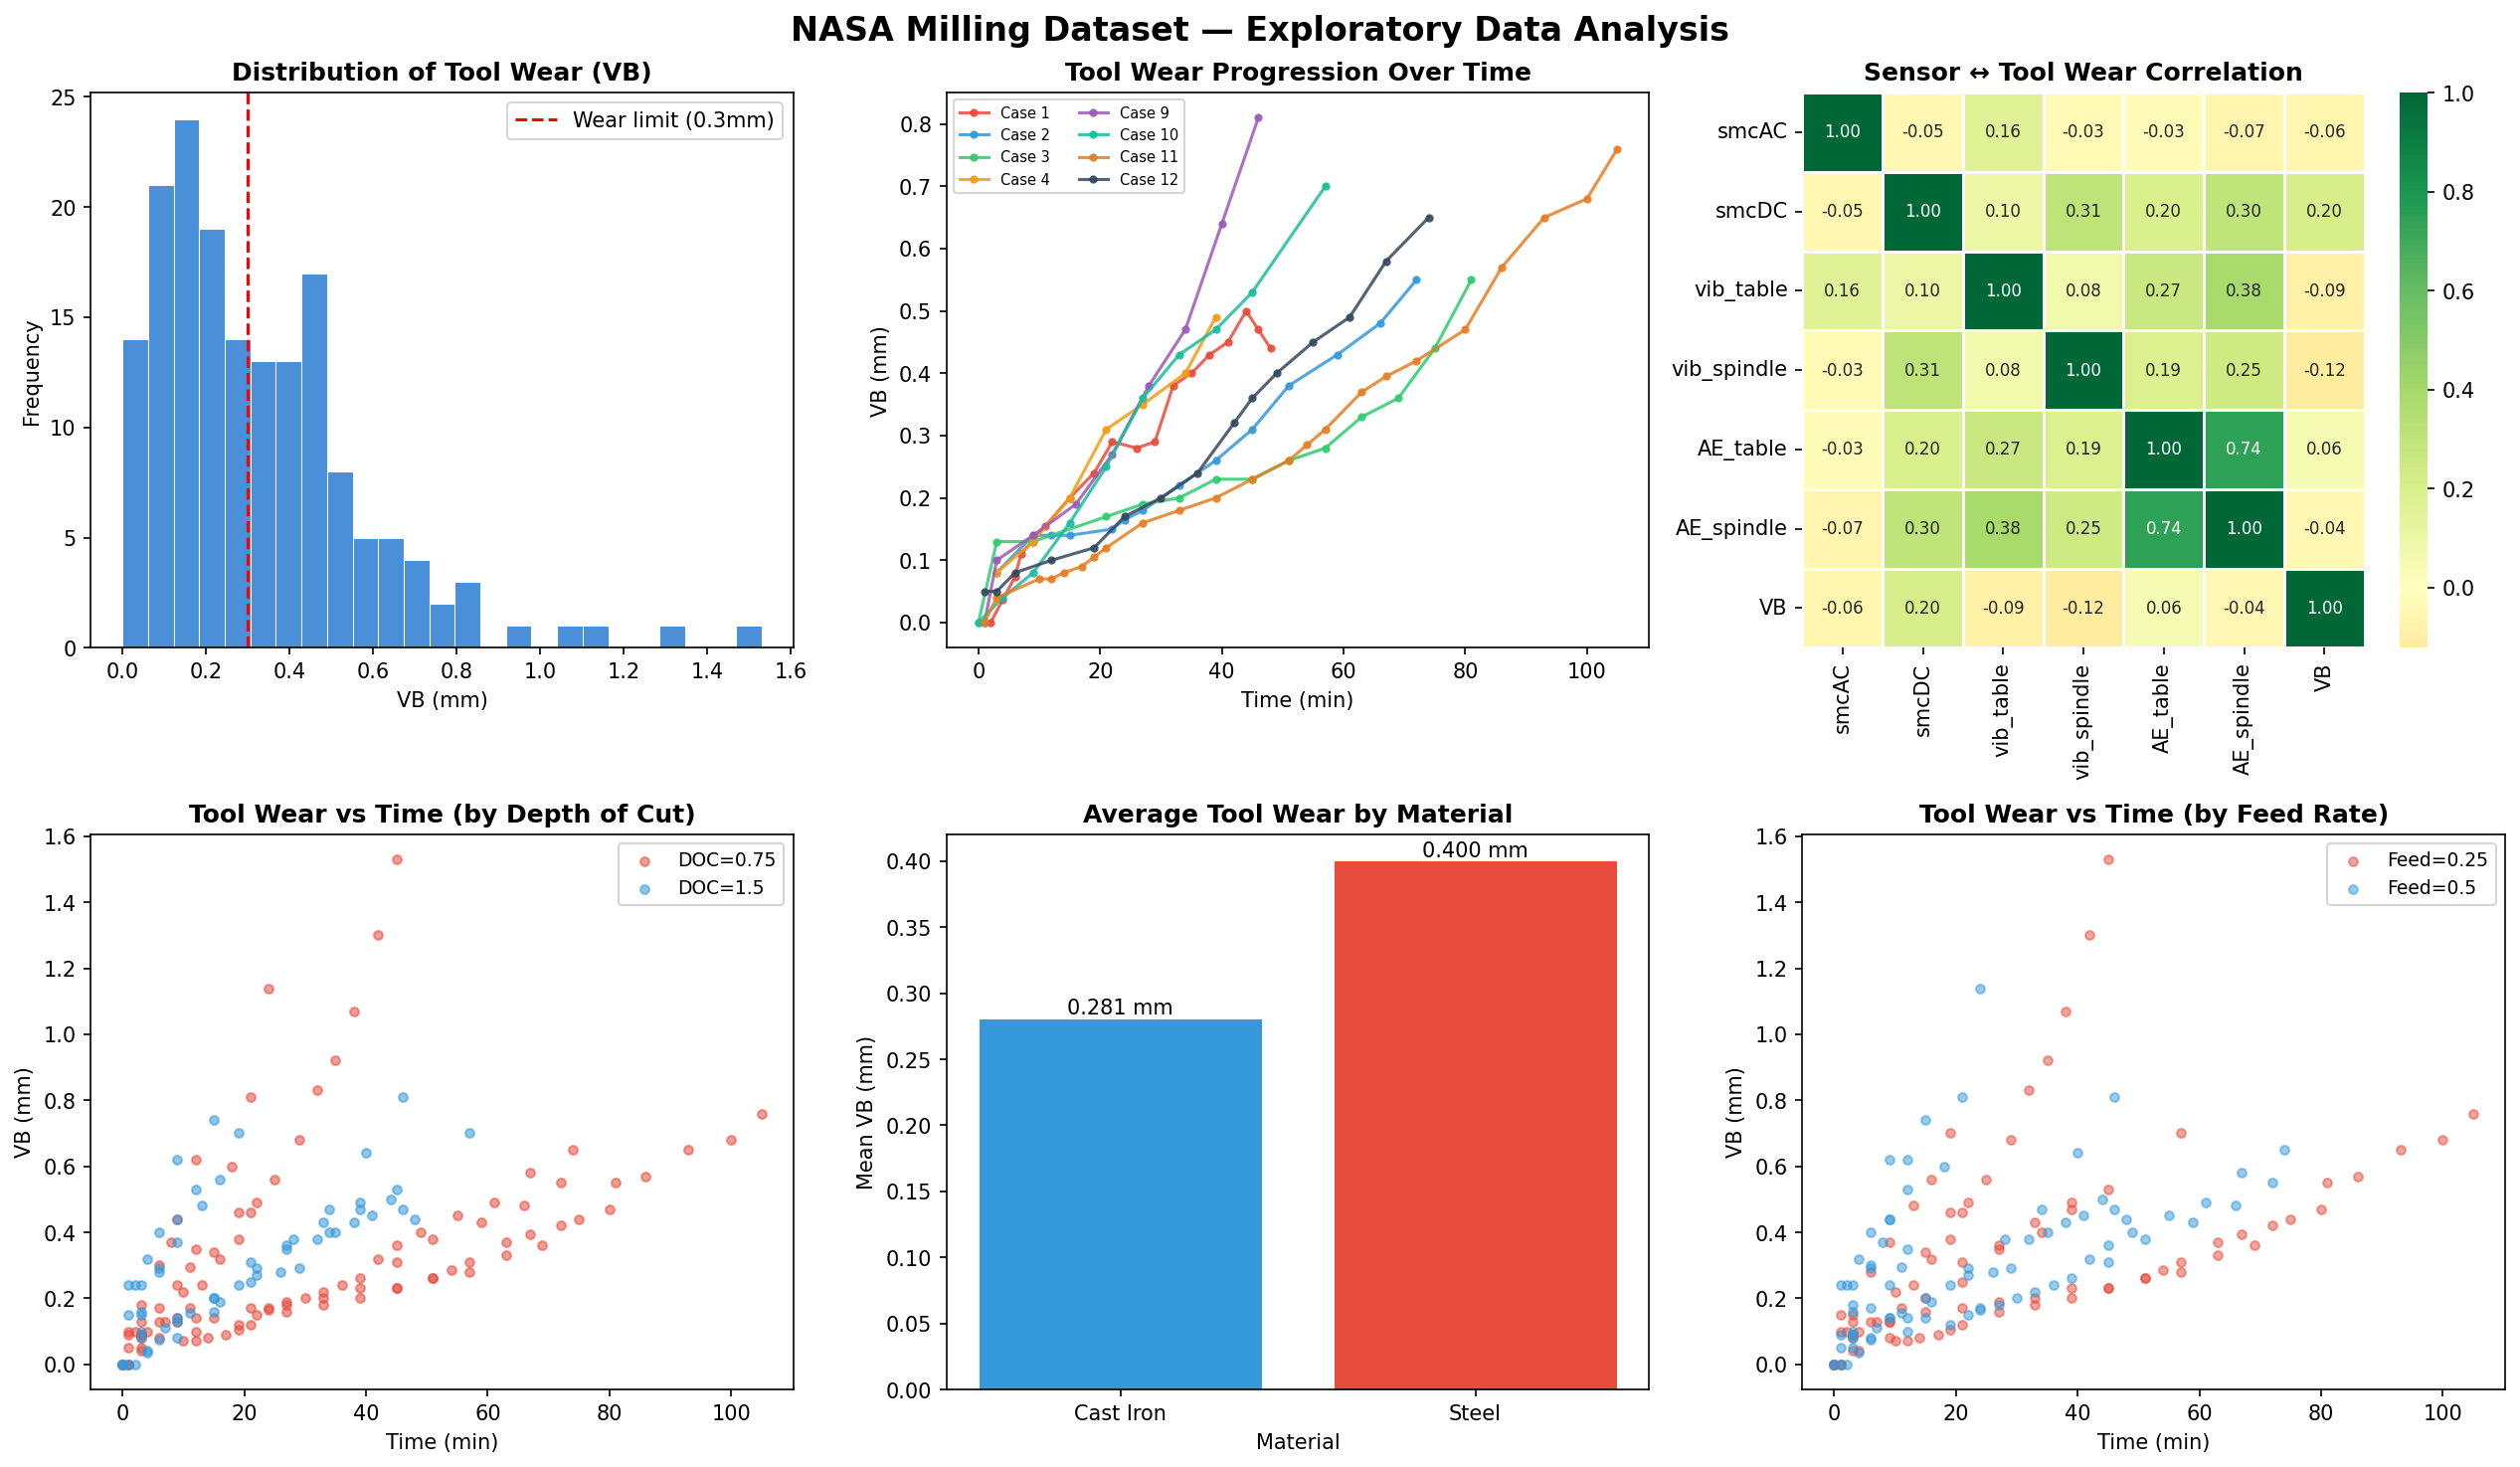 NASA Milling Dataset — Exploratory Data Analysis
Distribution of Tool Wear (VB)
Wear limit (0.3mm)
Frequency
25
20
15
10
5
0
0.0 0.2 0.4 0.6 0.8 1.0 1.2 1.4 1.6
VB (mm)
Tool Wear Progression Over Time
Case 1 Case 9
Case 2 Case 10
Case 3 Case 11
Case 4 Case 12
VB (mm)
0.8
0.7
0.6
0.5
0.4
0.3
0.2
0.1
0.0
0 20 40 60 80 100
Time (min)
Sensor ↔ Tool Wear Correlation
smcAC 1.00 -0.05 0.16 -0.03 -0.03 -0.07 -0.06
smcDC -0.05 1.00 0.10 0.31 0.20 0.30 0.20
vib_table 0.16 0.10 1.00 0.08 0.27 0.38 -0.09
vib_spindle -0.03 0.31 0.08 1.00 0.19 0.25 -0.12
AE_table -0.03 0.20 0.27 0.19 1.00 0.74 0.06
AE_spindle -0.07 0.30 0.38 0.25 0.74 1.00 -0.04
VB -0.06 0.20 -0.09 -0.12 0.06 -0.04 1.00
smcAC smcDC vib_table vib_spindle AE_table AE_spindle VB
1.0
0.8
0.6
0.4
0.2
0.0
Tool Wear vs Time (by Depth of Cut)
DOC=0.75
DOC=1.5
VB (mm)
1.6
1.4
1.2
1.0
0.8
0.6
0.4
0.2
0.0
0 20 40 60 80 100
Time (min)
Average Tool Wear by Material
0.281 mm
0.400 mm
Mean VB (mm)
0.40
0.35
0.30
0.25
0.20
0.15
0.10
0.05
0.00
Cast Iron Steel
Material
Tool Wear vs Time (by Feed Rate)
Feed=0.25
Feed=0.5
VB (mm)
1.6
1.4
1.2
1.0
0.8
0.6
0.4
0.2
0.0
0 20 40 60 80 100
Time (min)